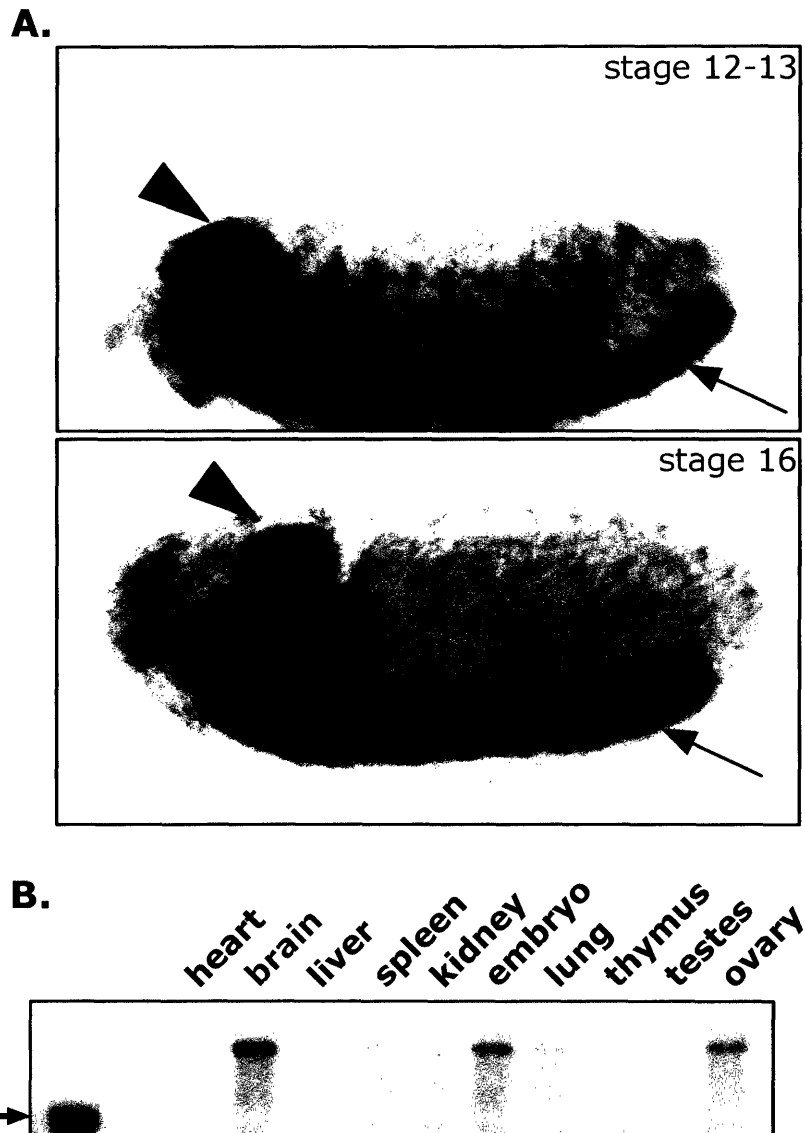 A.
stage 12-13
stage 16
B.
heart
brain
liver
spleen
kidney
embryo
lung
thymus
testes
ovary